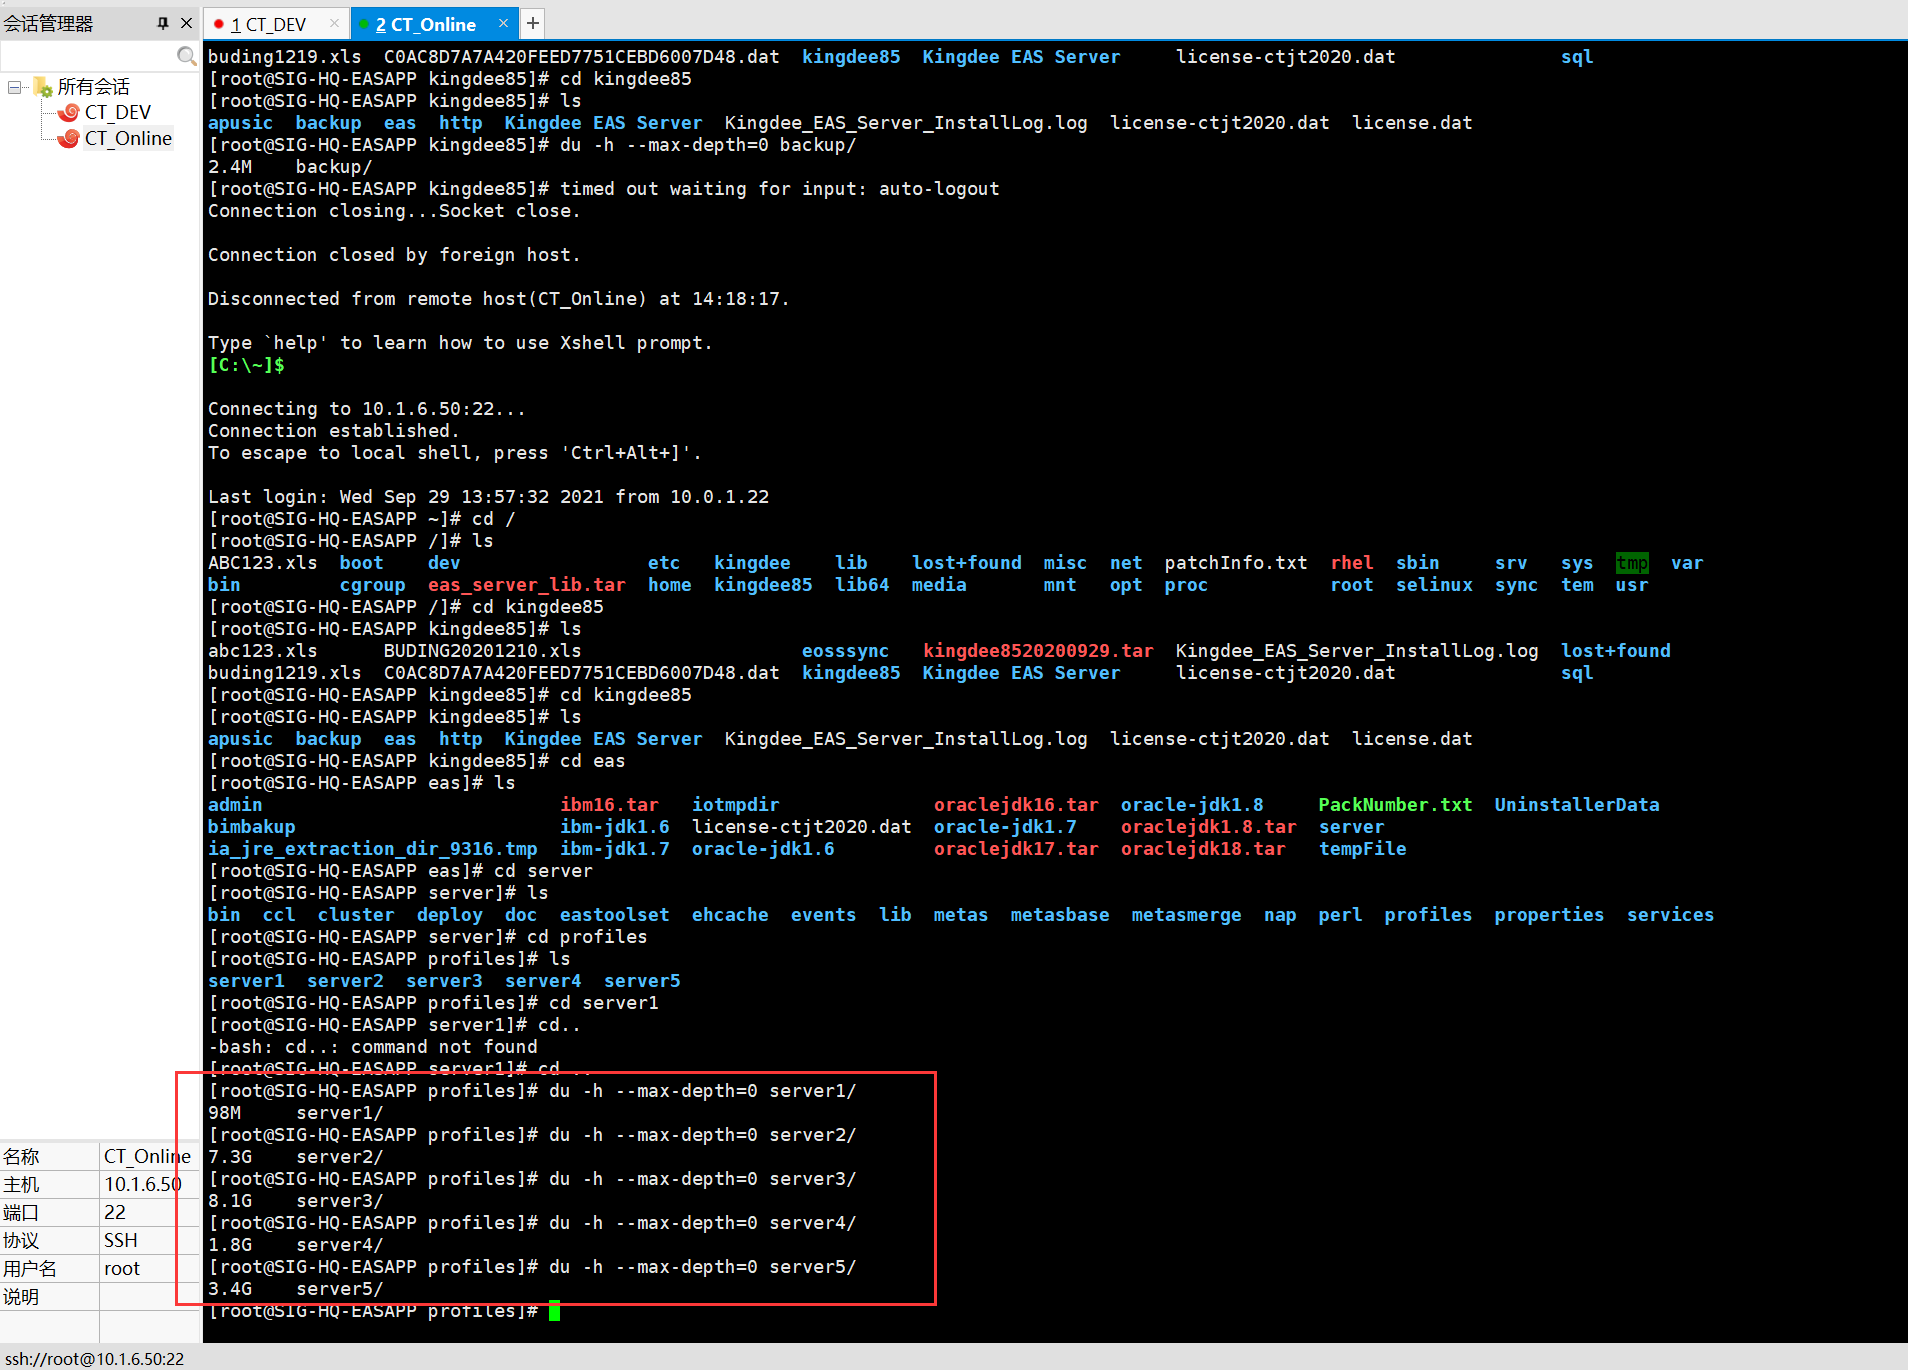 会话管理器
所有会话
CT_DEV
CT_Online
名称 CT_Online
主机 10.1.6.50
端口 22
协议 SSH
用户名 root
说明
1 CT_DEV × 2 CT_Online × +
buding1219.xls C0AC8D7A7A420FEED7751CEBD6007D48.dat kingdee85 Kingdee EAS Server license-ctjt2020.dat sql
[root@SIG-HQ-EASAPP kingdee85]# cd kingdee85
[root@SIG-HQ-EASAPP kingdee85]# ls
apusic backup eas http Kingdee EAS Server Kingdee_EAS_Server_InstallLog.log license-ctjt2020.dat license.dat
[root@SIG-HQ-EASAPP kingdee85]# du -h --max-depth=0 backup/
2.4M backup/
[root@SIG-HQ-EASAPP kingdee85]# timed out waiting for input: auto-logout
Connection closing...Socket close.
Connection closed by foreign host.
Disconnected from remote host(CT_Online) at 14:18:17.
Type `help' to learn how to use Xshell prompt.
[C:\~]$
Connecting to 10.1.6.50:22...
Connection established.
To escape to local shell, press 'Ctrl+Alt+]'.
Last login: Wed Sep 29 13:57:32 2021 from 10.0.1.22
[root@SIG-HQ-EASAPP ~]# cd /
[root@SIG-HQ-EASAPP /]# ls
ABC123.xls boot dev etc kingdee lib lost+found misc net patchInfo.txt rhel sbin srv sys tmp var
bin cgroup eas_server_lib.tar home kingdee85 lib64 media mnt opt proc root selinux sync tem usr
[root@SIG-HQ-EASAPP /]# cd kingdee85
[root@SIG-HQ-EASAPP kingdee85]# ls
abc123.xls BUDING20201210.xls eosssync kingdee8520200929.tar Kingdee_EAS_Server_InstallLog.log lost+found
buding1219.xls C0AC8D7A7A420FEED7751CEBD6007D48.dat kingdee85 Kingdee EAS Server license-ctjt2020.dat sql
[root@SIG-HQ-EASAPP kingdee85]# cd kingdee85
[root@SIG-HQ-EASAPP kingdee85]# ls
apusic backup eas http Kingdee EAS Server Kingdee_EAS_Server_InstallLog.log license-ctjt2020.dat license.dat
[root@SIG-HQ-EASAPP kingdee85]# cd eas
[root@SIG-HQ-EASAPP eas]# ls
admin ibm16.tar iotmpdir oraclejdk16.tar oracle-jdk1.8 PackNumber.txt UninstallerData
bimbakup ibm-jdk1.6 license-ctjt2020.dat oracle-jdk1.7 oraclejdk1.8.tar server
ia_jre_extraction_dir_9316.tmp ibm-jdk1.7 oracle-jdk1.6 oraclejdk17.tar oraclejdk18.tar tempFile
[root@SIG-HQ-EASAPP eas]# cd server
[root@SIG-HQ-EASAPP server]# ls
bin ccl cluster deploy doc eastoolset ehcache events lib metas metasbase metasmerge nap perl profiles properties services
[root@SIG-HQ-EASAPP server]# cd profiles
[root@SIG-HQ-EASAPP profiles]# ls
server1 server2 server3 server4 server5
[root@SIG-HQ-EASAPP profiles]# cd server1
[root@SIG-HQ-EASAPP server1]# cd..
-bash: cd..: command not found
[root@SIG-HQ-EASAPP server1]# cd ..
[root@SIG-HQ-EASAPP profiles]# du -h --max-depth=0 server1/
98M server1/
[root@SIG-HQ-EASAPP profiles]# du -h --max-depth=0 server2/
7.3G server2/
[root@SIG-HQ-EASAPP profiles]# du -h --max-depth=0 server3/
8.1G server3/
[root@SIG-HQ-EASAPP profiles]# du -h --max-depth=0 server4/
1.8G server4/
[root@SIG-HQ-EASAPP profiles]# du -h --max-depth=0 server5/
3.4G server5/
[root@SIG-HQ-EASAPP profiles]#
ssh://root@10.1.6.50:22